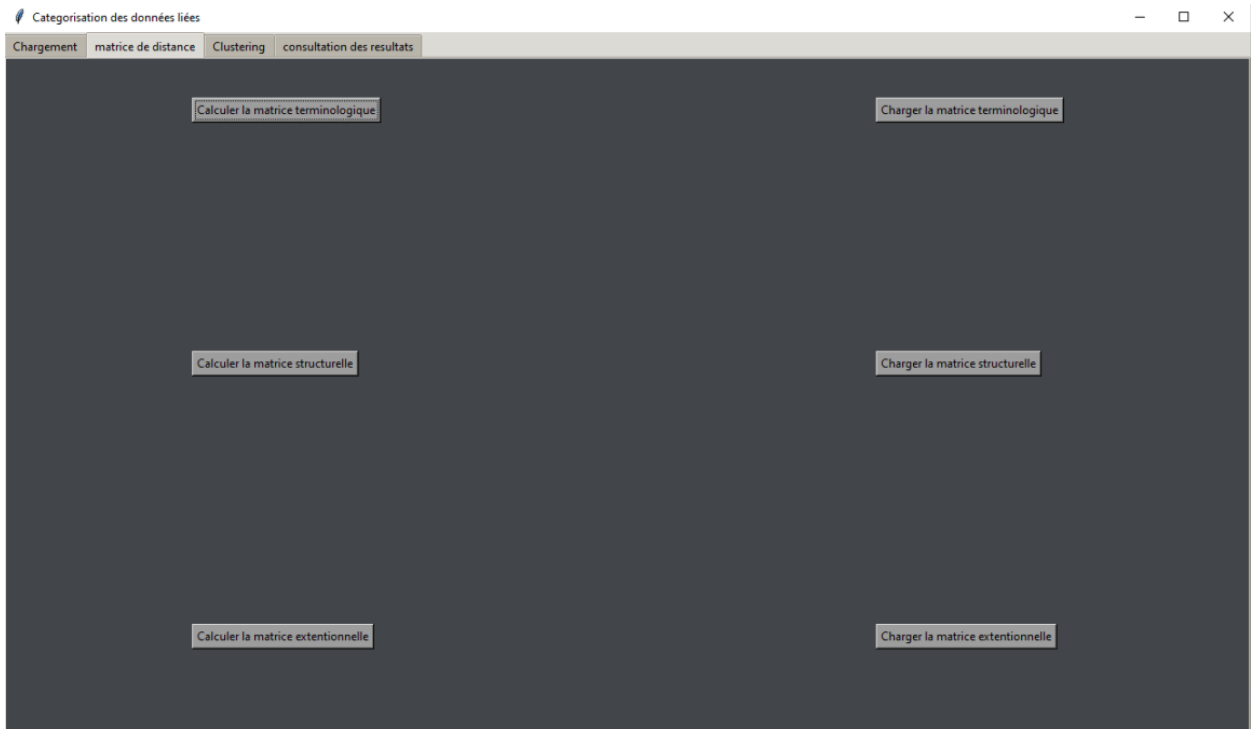 Categorisation des données liées
Chargement matrice de distance Clustering consultation des resultats
Calculer la matrice terminologique Charger la matrice terminologique
Calculer la matrice structurelle Charger la matrice structurelle
Calculer la matrice extentionnelle Charger la matrice extentionnelle